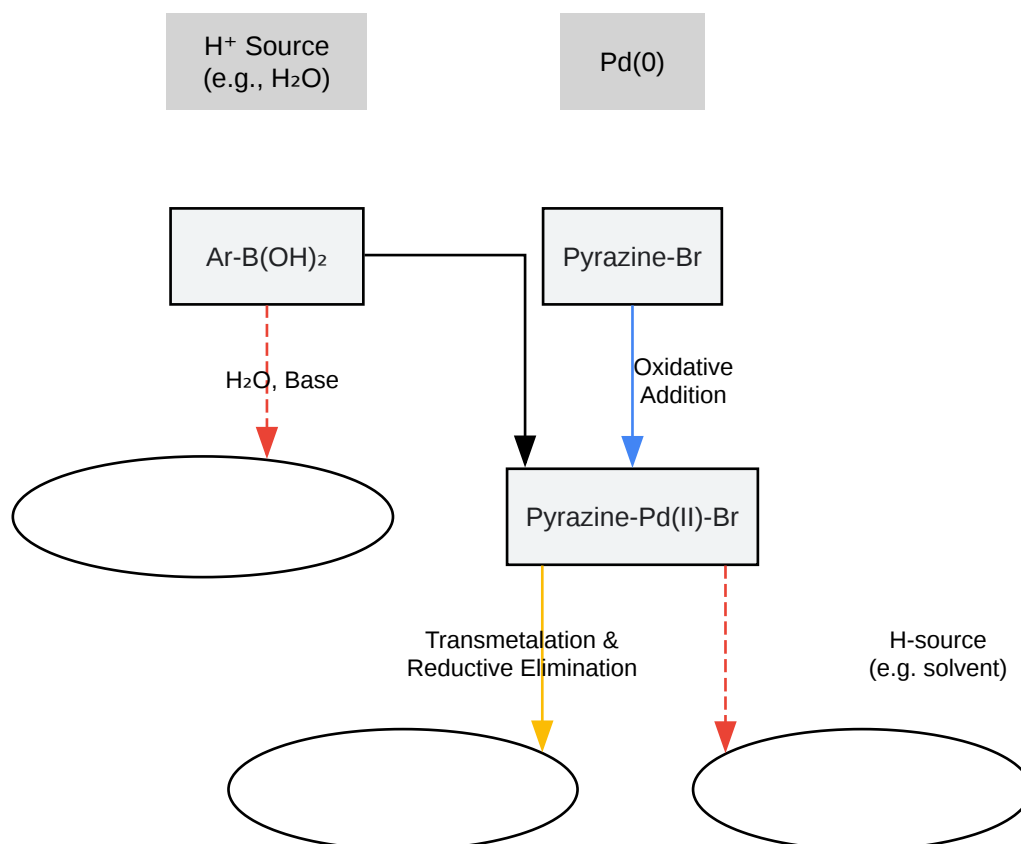 H⁺ Source
(e.g., H₂O)
Pd(0)
Ar-B(OH)₂
Pyrazine-Br
H₂O, Base
Oxidative
Addition
Pyrazine-Pd(II)-Br
Transmetalation &
Reductive Elimination
H-source
(e.g. solvent)